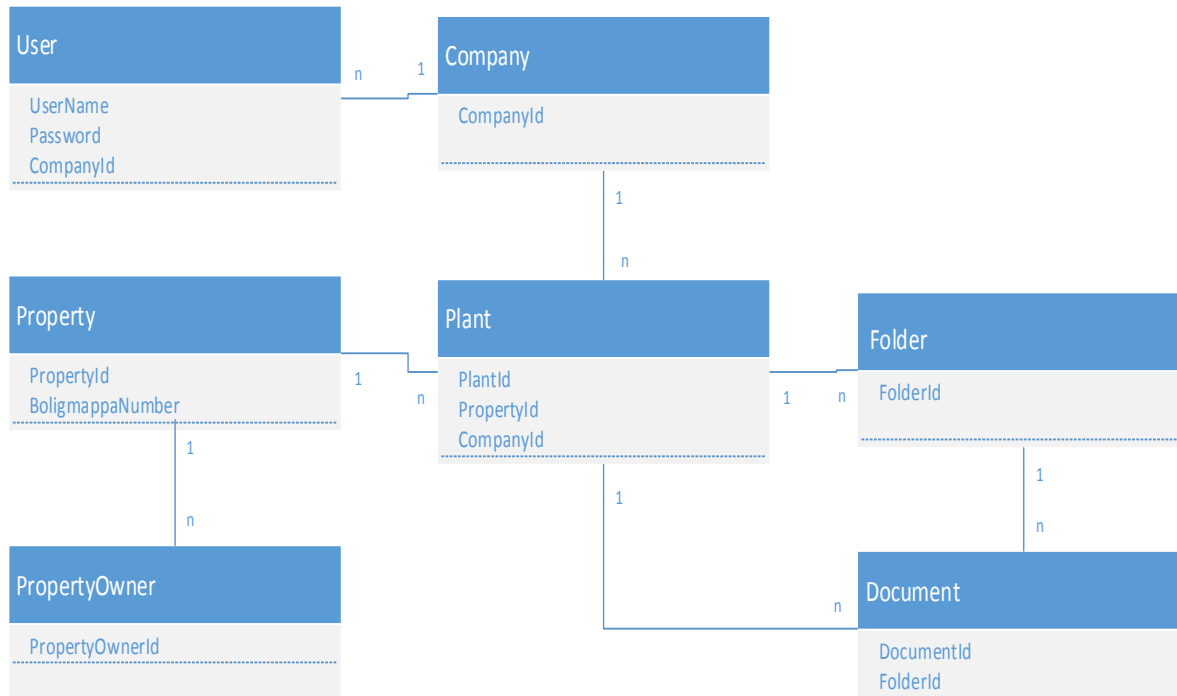 User
UserName
Password
CompanyId
n
1
Company
CompanyId
1
n
Property
PropertyId
BoligmappaNumber
1
n
Plant
PlantId
PropertyId
CompanyId
1
n
Folder
FolderId
1
n
1
n
PropertyOwner
PropertyOwnerId
1
n
Document
DocumentId
FolderId